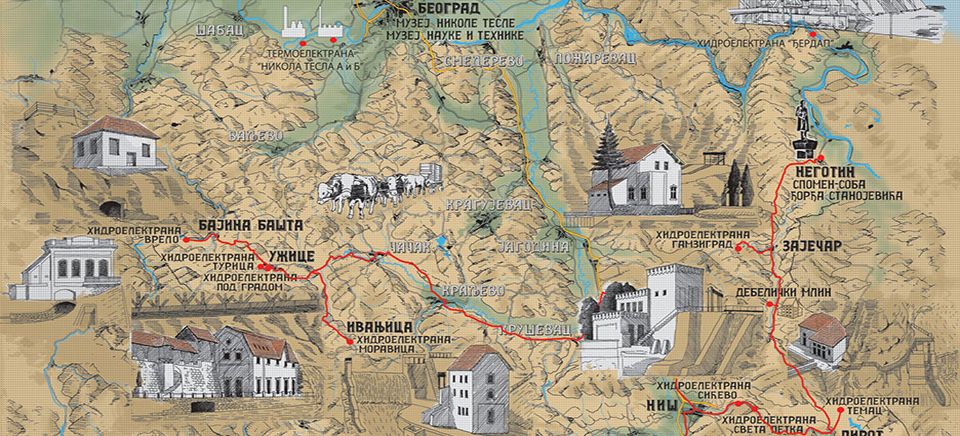 БЕОГРАД
МУЗЕЈ НИКОЛЕ ТЕСЛЕ
МУЗЕЈ НАУКЕ И ТЕХНИКЕ
ШАБАЦ
ТЕРМОЕЛЕКТРАНА
"НИКОЛА ТЕСЛА А и Б"
СМЕДЕРЕВО
ПОЖАРЕВАЦ
ХИДРОЕЛЕКТРАНА "ЂЕРДАП"
ВАЉЕВО
НЕГОТИН
СПОМЕН-СОБА
ЂОРЂА СТАНОЈЕВИЋА
КРАГУЈЕВАЦ
БАЈИНА БАШТА
ХИДРОЕЛЕКТРАНА
ВРЕЛО
ЧАЧАК
ЈАГОДИНА
ХИДРОЕЛЕКТРАНА
ГАМЗИГРАД
ЗАЈЕЧАР
УЖИЦЕ
ХИДРОЕЛЕКТРАНА
ТУРИЦА
ХИДРОЕЛЕКТРАНА
ПОД ГРАДОМ
КРАЉЕВО
ДЕБЕЛИЧКИ МЛИН
ИВАЊИЦА
ХИДРОЕЛЕКТРАНА-
МОРАВИЦА
КРУШЕВАЦ
ХИДРОЕЛЕКТРАНА
СИЋЕВО
НИШ
ХИДРОЕЛЕКТРАНА
ТЕМАЦ
ХИДРОЕЛЕКТРАНА
СВЕТА ПЕТКА
ПИРОТ